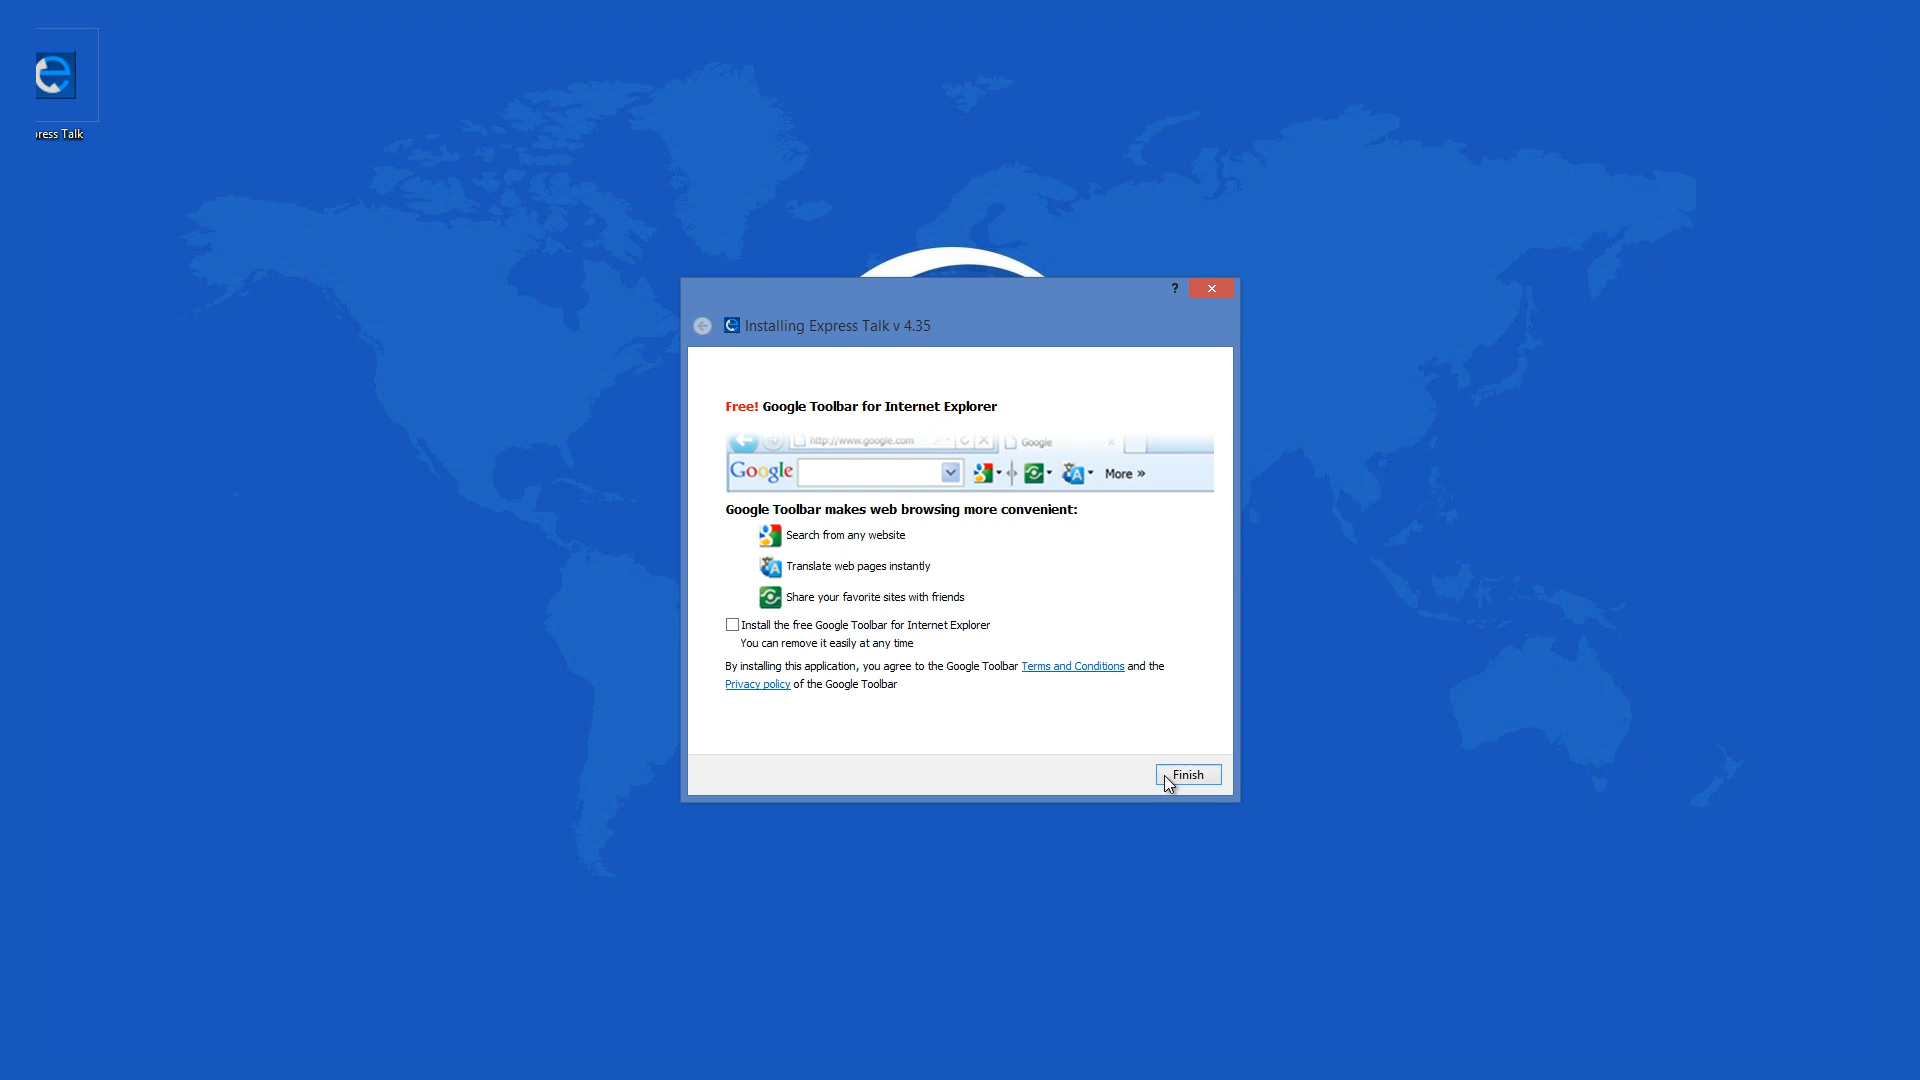 press Talk
?
Installing Express Talk v 4.35
Free! Google Toolbar for Internet Explorer
http://www.google.com
Google
Google
More »
Google Toolbar makes web browsing more convenient:
Search from any website
Translate web pages instantly
Share your favorite sites with friends
Install the free Google Toolbar for Internet Explorer
You can remove it easily at any time
By installing this application, you agree to the Google Toolbar Terms and Conditions and the
Privacy policy of the Google Toolbar
Finish